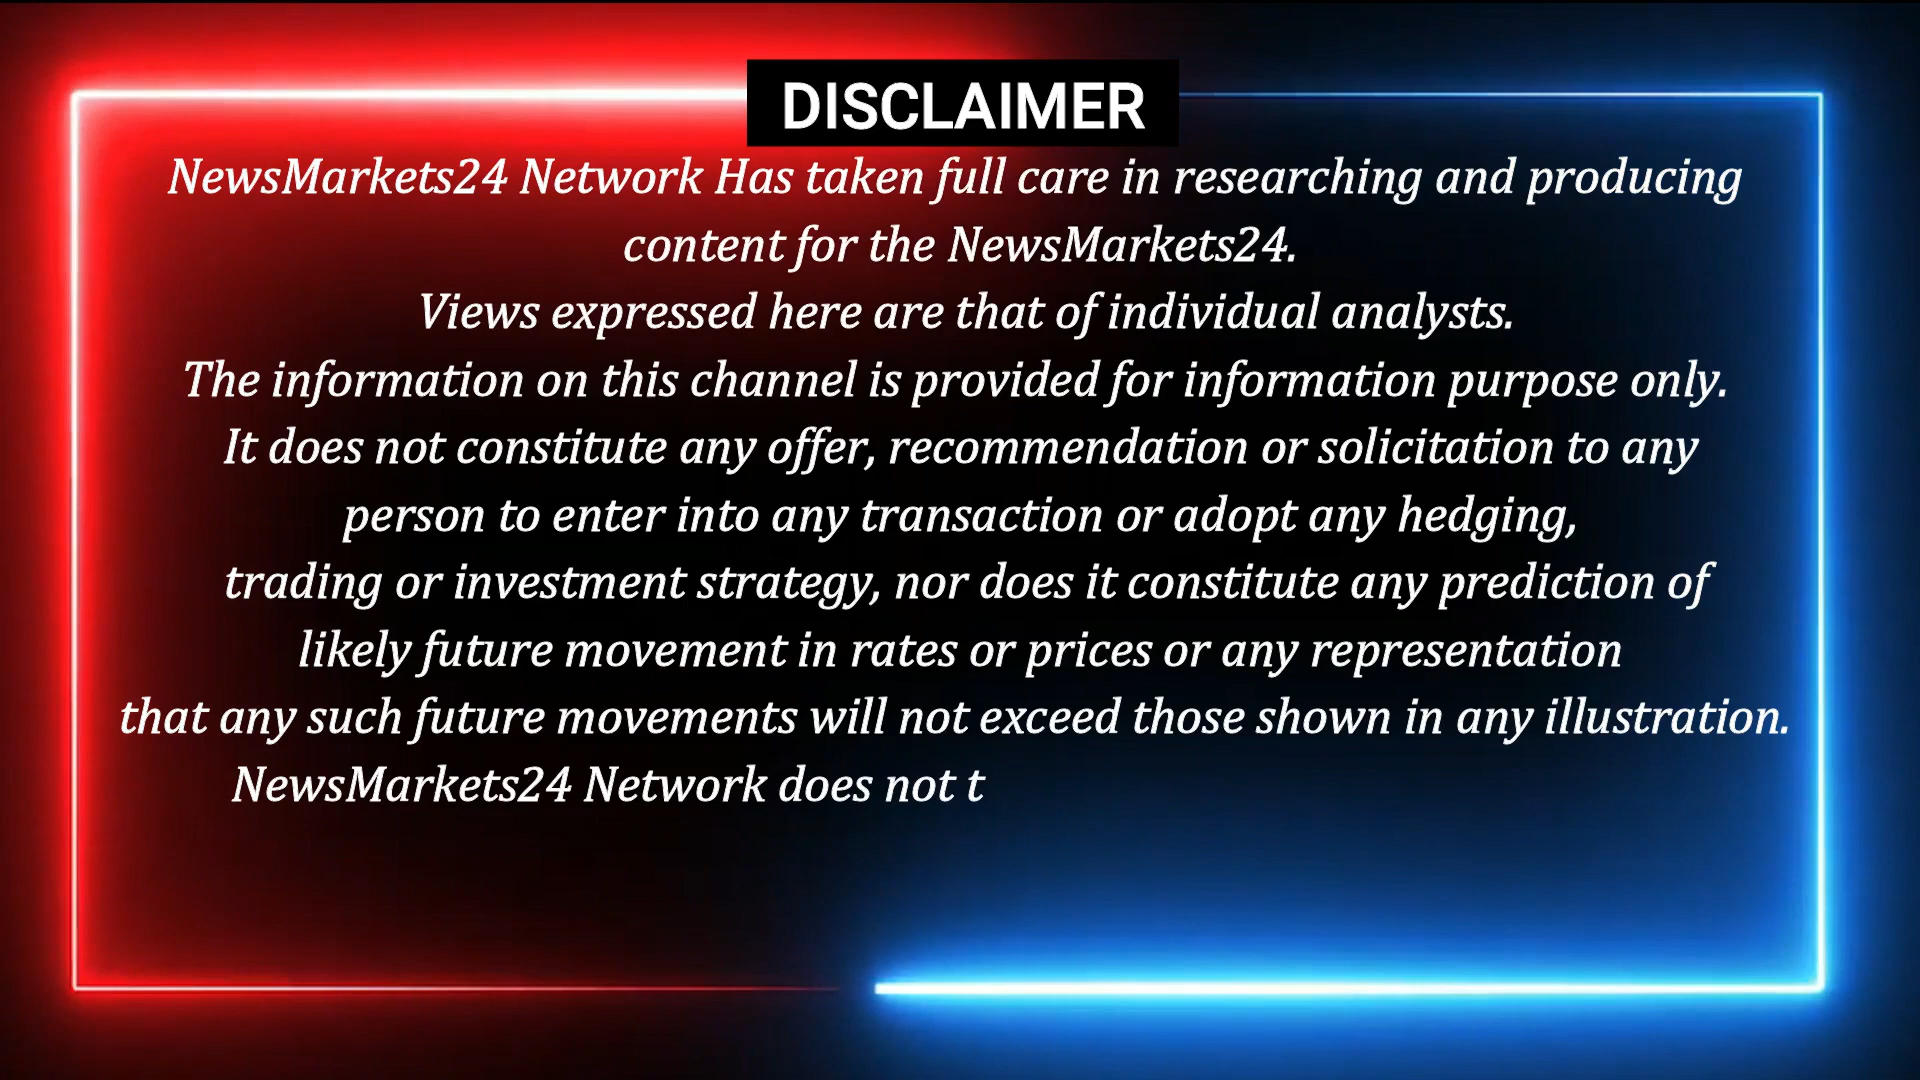 DISCLAIMER
NewsMarkets24 Network Has taken full care in researching and producing
content for the NewsMarkets24.
Views expressed here are that of individual analysts.
The information on this channel is provided for information purpose only.
It does not constitute any offer, recommendation or solicitation to any
person to enter into any transaction or adopt any hedging,
trading or investment strategy, nor does it constitute any prediction of
likely future movement in rates or prices or any representation
that any such future movements will not exceed those shown in any illustration.
NewsMarkets24 Network does not t